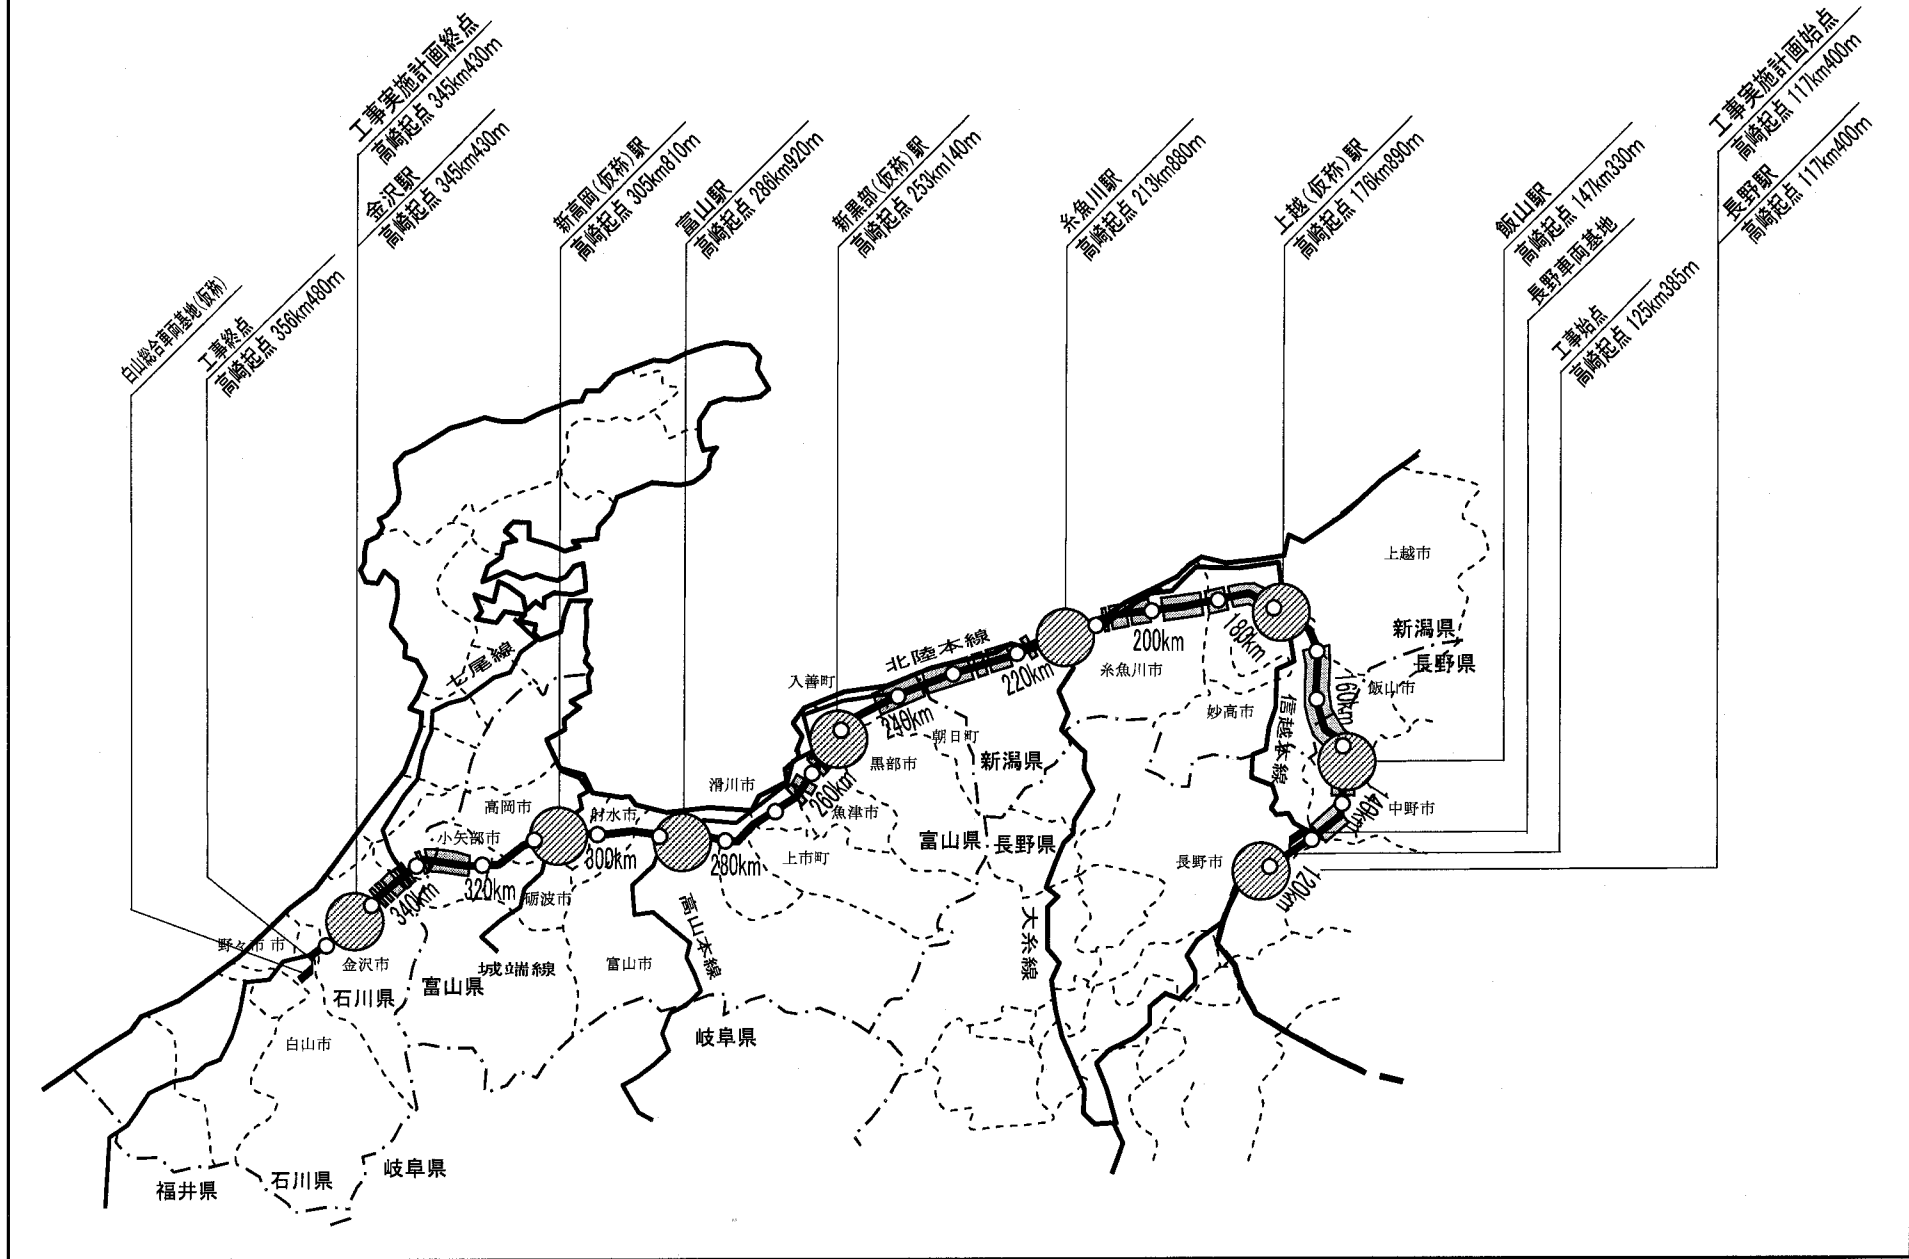 工事実施計画終点
高崎起点 345km430m
金沢駅
高崎起点 345km430m
新高岡(仮称)駅
高崎起点 305km810m
富山駅
高崎起点 286km920m
新黒部(仮称)駅
高崎起点 253km140m
糸魚川駅
高崎起点 213km880m
上越(仮称)駅
高崎起点 176km890m
飯山駅
高崎起点 147km330m
長野車両基地
工事始点
高崎起点 125km385m
工事実施計画始点
高崎起点 117km400m
長野駅
高崎起点 117km400m
白山総合車両基地(仮称)
工事終点
高崎起点 356km480m
上越市
新潟県
長野県
飯山市
160km
信越本線
180km
200km
糸魚川市
妙高市
北陸本線
220km
入善町
240km
朝日町
新潟県
黒部市
260km
魚津市
滑川市
七尾線
高岡市
射水市
小矢部市
300km
280km
上市町
富山県
長野県
長野市
中野市
140km
120km
340km
320km
砺波市
高山本線
大糸線
野々市市
金沢市
城端線
富山市
石川県
富山県
白山市
岐阜県
福井県
石川県
岐阜県